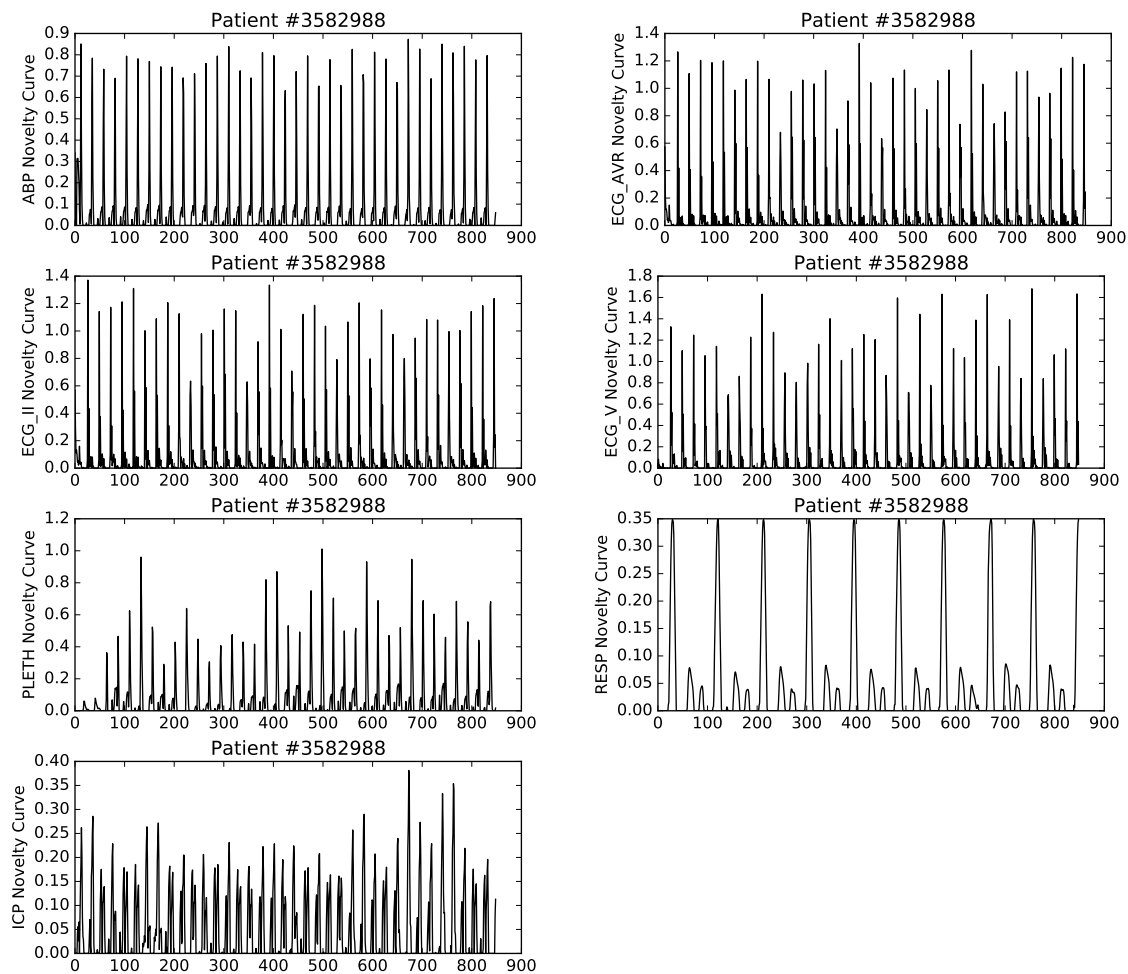 Patient #3582988
ABP Novelty Curve
0.9
0.8
0.7
0.6
0.5
0.4
0.3
0.2
0.1
0.0
0 100 200 300 400 500 600 700 800 900
Patient #3582988
ECG_AVR Novelty Curve
1.4
1.2
1.0
0.8
0.6
0.4
0.2
0.0
0 100 200 300 400 500 600 700 800 900
Patient #3582988
ECG_II Novelty Curve
1.4
1.2
1.0
0.8
0.6
0.4
0.2
0.0
0 100 200 300 400 500 600 700 800 900
Patient #3582988
ECG_V Novelty Curve
1.8
1.6
1.4
1.2
1.0
0.8
0.6
0.4
0.2
0.0
0 100 200 300 400 500 600 700 800 900
Patient #3582988
PLETH Novelty Curve
1.2
1.0
0.8
0.6
0.4
0.2
0.0
0 100 200 300 400 500 600 700 800 900
Patient #3582988
RESP Novelty Curve
0.35
0.30
0.25
0.20
0.15
0.10
0.05
0.00
0 100 200 300 400 500 600 700 800 900
Patient #3582988
ICP Novelty Curve
0.40
0.35
0.30
0.25
0.20
0.15
0.10
0.05
0.00
0 100 200 300 400 500 600 700 800 900